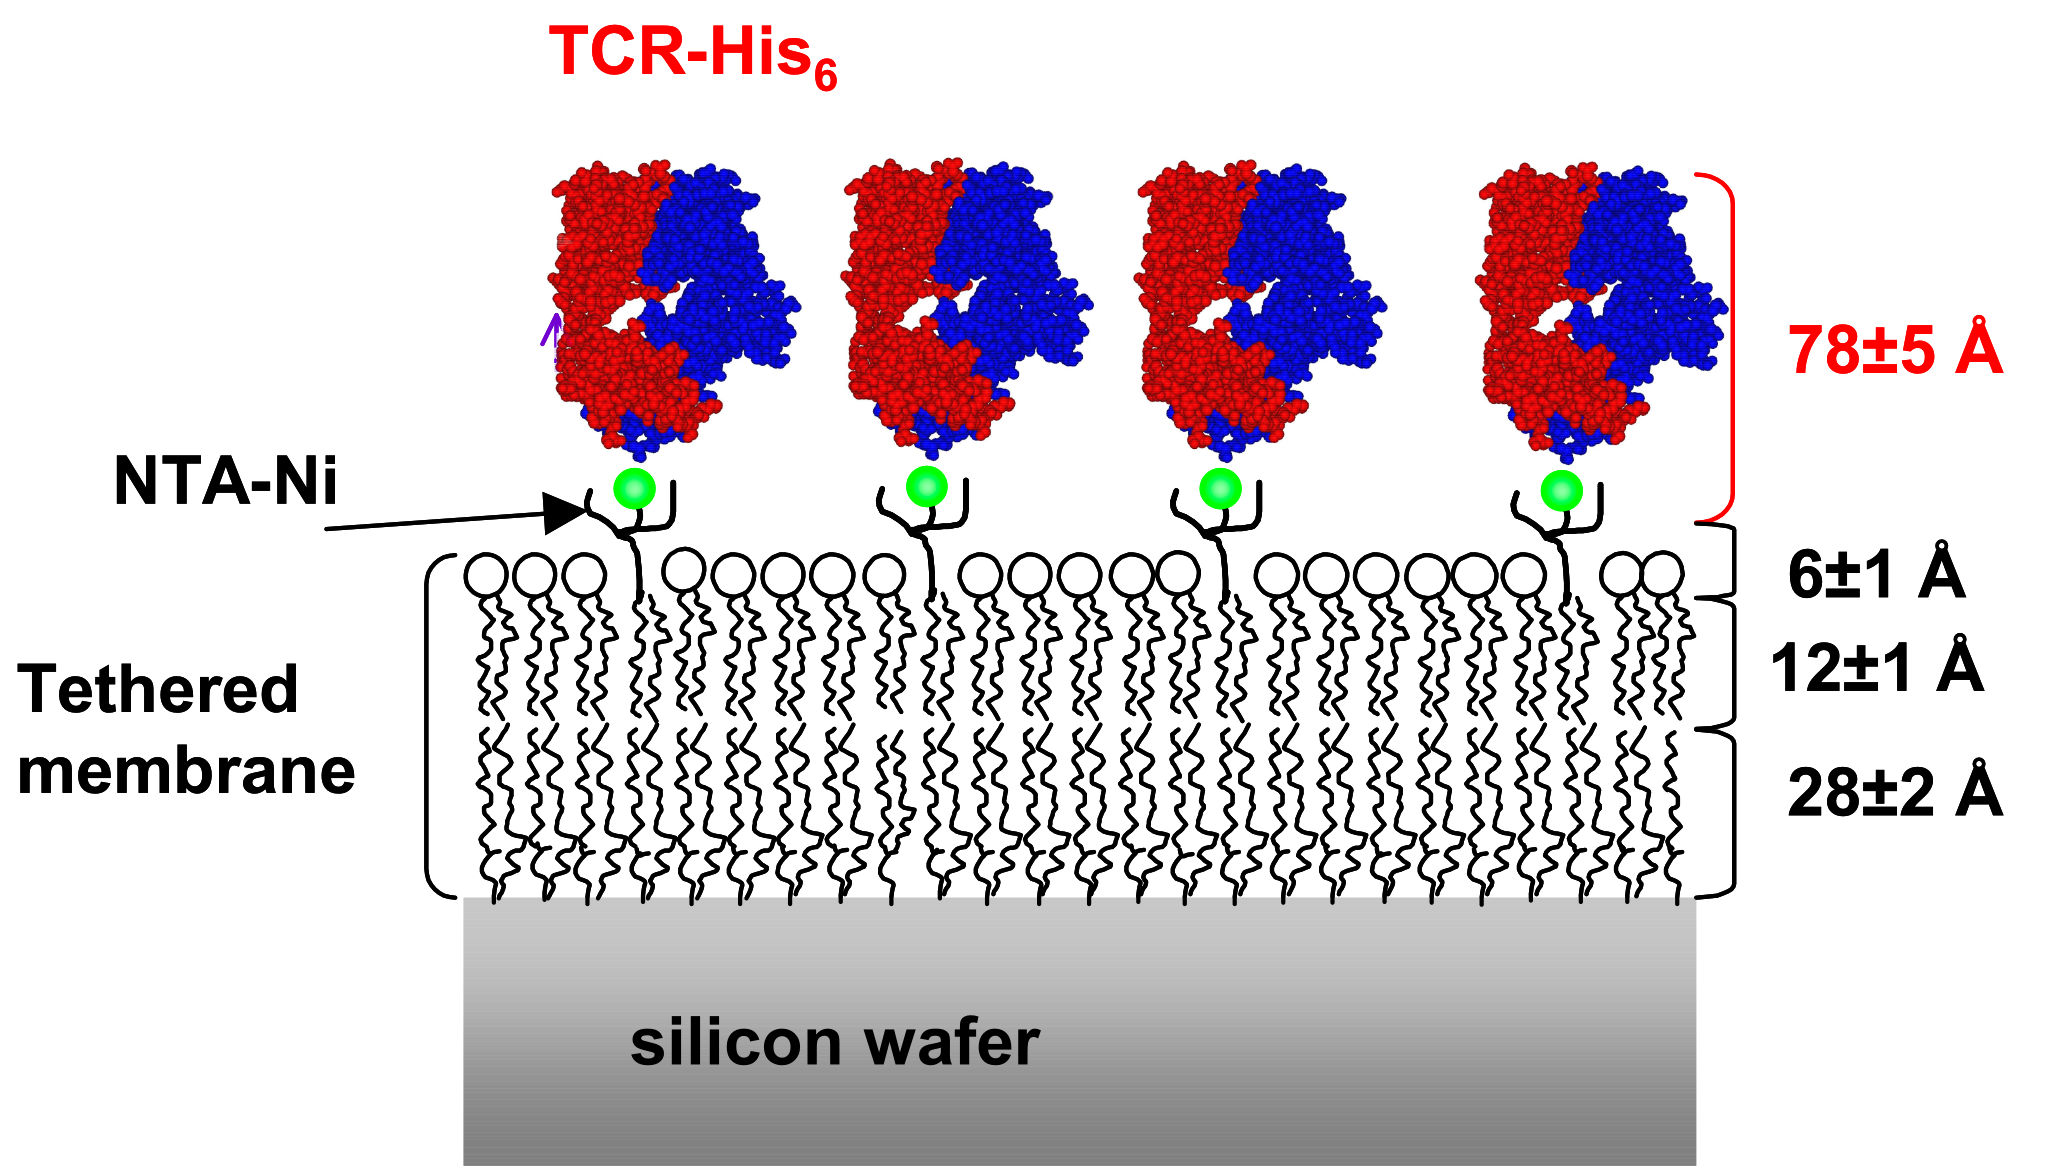 TCR-His₆
78±5 Å
NTA-Ni
6±1 Å
12±1 Å
Tethered
membrane
28±2 Å
silicon wafer